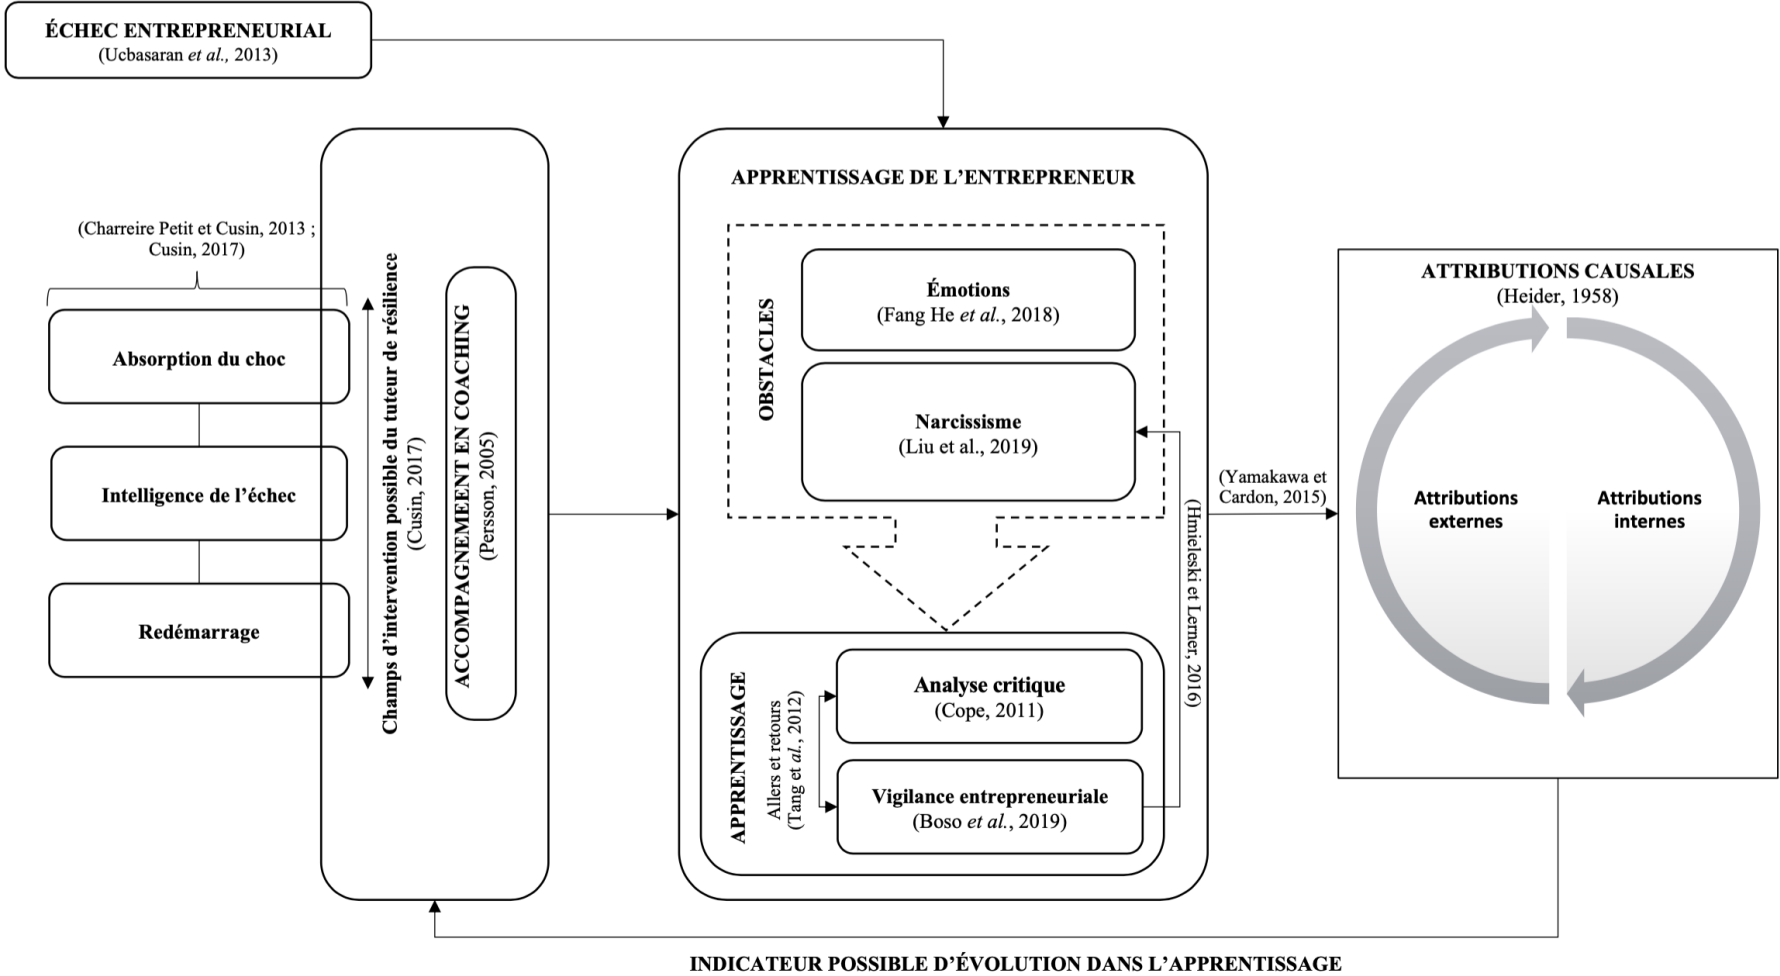 ÉCHEC ENTREPRENEURIAL
(Ucbasaran et al., 2013)
(Charreire Petit et Cusin, 2013 ;
Cusin, 2017)
Absorption du choc
Intelligence de l’échec
Redémarrage
Champs d’intervention possible du tuteur de résilience
(Cusin, 2017)
ACCOMPAGNEMENT EN COACHING
(Persson, 2005)
APPRENTISSAGE DE L’ENTREPRENEUR
OBSTACLES
Émotions
(Fang He et al., 2018)
Narcissisme
(Liu et al., 2019)
APPRENTISSAGE
Allers et retours
(Tang et al., 2012)
Analyse critique
(Cope, 2011)
Vigilance entrepreneuriale
(Boso et al., 2019)
(Hmieleski et Lerner, 2016)
(Yamakawa et
Cardon, 2015)
ATTRIBUTIONS CAUSALES
(Heider, 1958)
Attributions
externes
Attributions
internes
INDICATEUR POSSIBLE D’ÉVOLUTION DANS L’APPRENTISSAGE